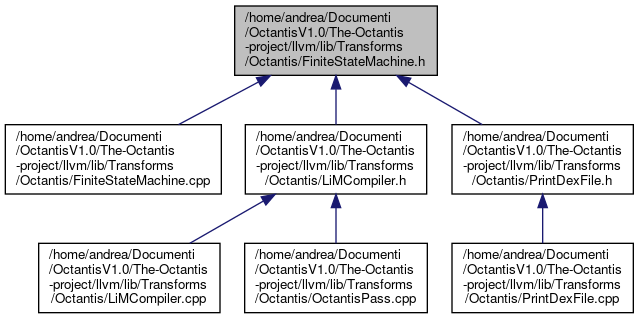 /home/andrea/Documenti
/OctantisV1.0/The-Octantis
-project/llvm/lib/Transforms
/Octantis/FiniteStateMachine.h
/home/andrea/Documenti
/OctantisV1.0/The-Octantis
-project/llvm/lib/Transforms
/Octantis/FiniteStateMachine.cpp
/home/andrea/Documenti
/OctantisV1.0/The-Octantis
-project/llvm/lib/Transforms
/Octantis/LiMCompiler.h
/home/andrea/Documenti
/OctantisV1.0/The-Octantis
-project/llvm/lib/Transforms
/Octantis/PrintDexFile.h
/home/andrea/Documenti
/OctantisV1.0/The-Octantis
-project/llvm/lib/Transforms
/Octantis/LiMCompiler.cpp
/home/andrea/Documenti
/OctantisV1.0/The-Octantis
-project/llvm/lib/Transforms
/Octantis/OctantisPass.cpp
/home/andrea/Documenti
/OctantisV1.0/The-Octantis
-project/llvm/lib/Transforms
/Octantis/PrintDexFile.cpp